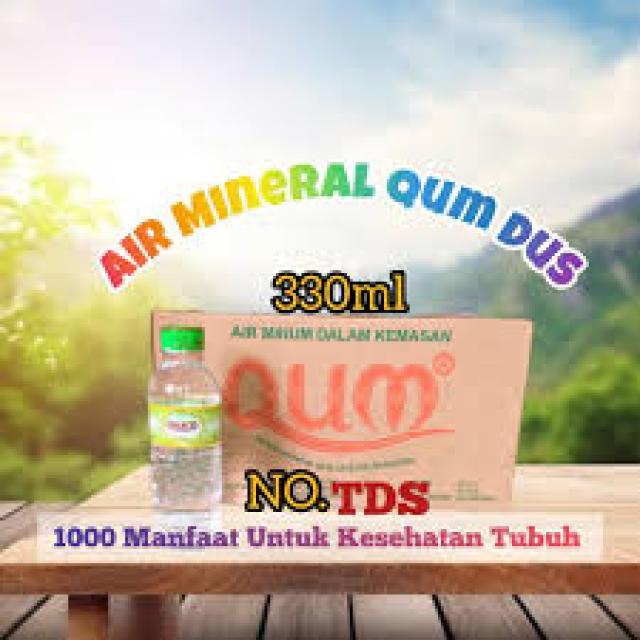 AIR MINERAL QUM DUS
330ml
AIR MINUM DALAM KEMASAN
QUM
NO.TDS
1000 Manfaat Untuk Kesehatan Tubuh